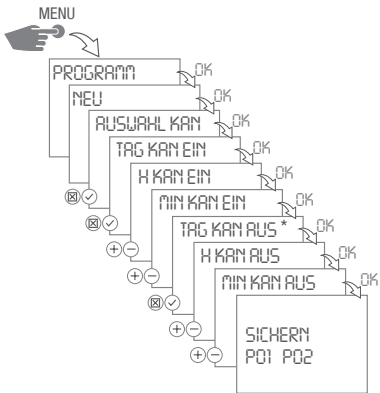 MENU
PROGRAMM
OK
NEU
OK
AUSWAHL KAN
OK
TAG KAN EIN
OK
H KAN EIN
OK
MIN KAN EIN
OK
TAG KAN AUS *
OK
H KAN AUS
OK
MIN KAN AUS
OK
SICHERN
P01 P02